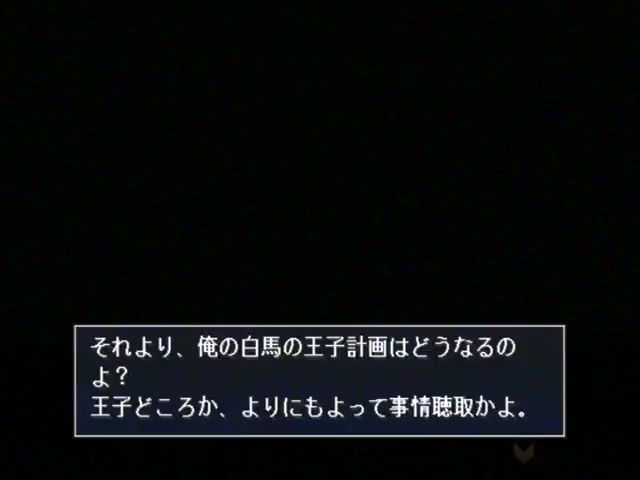 それより、俺の白馬の王子計画はどうなるの
よ？
王子どころか、よりにもよって事情聴取かよ。